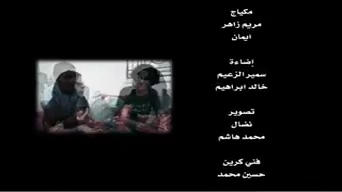 مكياج
مريم زاهر
ايمان
إضاءة
سمير الزعيم
خالد ابراهيم
تصوير
نضال
محمد هاشم
فني كرين
حسين محمد